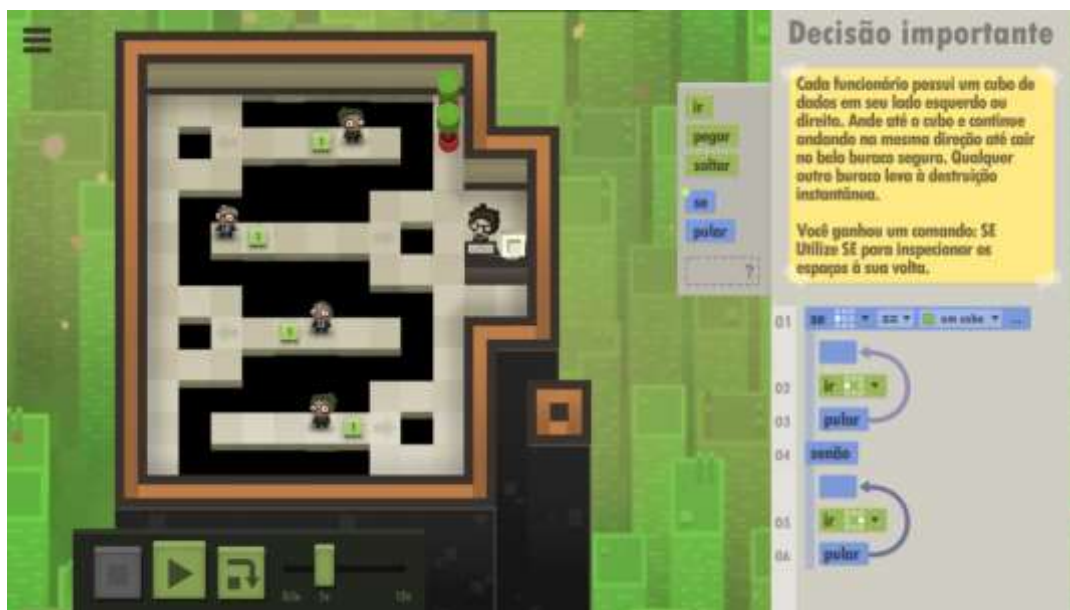 Decisão importante
Cada funcionário possui um cubo de
dados em seu lado esquerdo ou
direito. Ande até o cubo e continue
andando na mesma direção até cair
no belo buraco seguro. Qualquer
outro buraco leva à destruição
instantânea.
Você ganhou um comando: SE
Utilize SE para inspecionar os
espaços à sua volta.
ir
pegar
soltar
se
pular
?
01 se == um cubo ...
02 ir
03 pular
04 senão
05 ir
06 pular